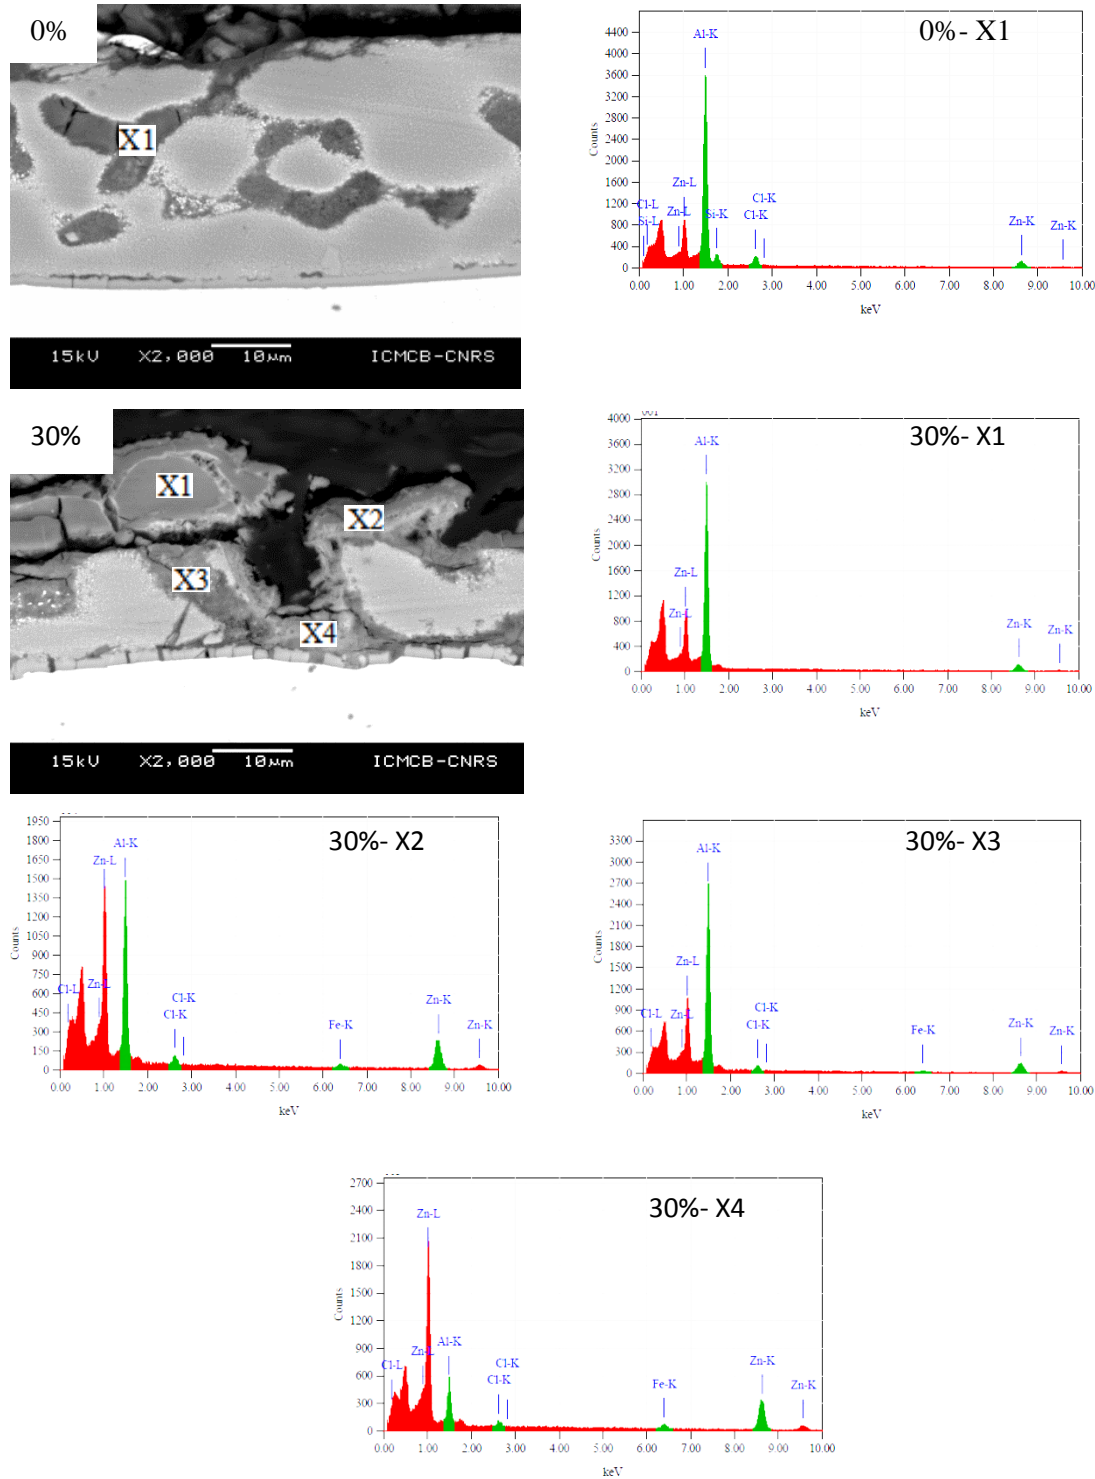 0%
X1
15kV X2,000 10μm ICMCB-CNRS
0%- X1
4400
4000
3600
3200
2800
2400
2000
1600
1200
800
400
0
Counts
Al-K
Zn-L
Cl-L
Si-L
Zn-L
Si-K
Cl-K
Cl-K
Zn-K
Zn-K
0.00 1.00 2.00 3.00 4.00 5.00 6.00 7.00 8.00 9.00 10.00
keV
30%
X1
X2
X3
X4
15kV X2,000 10μm ICMCB-CNRS
30%- X1
4000
3600
3200
2800
2400
2000
1600
1200
800
400
0
Counts
Al-K
Zn-L
Zn-L
Zn-K
Zn-K
0.00 1.00 2.00 3.00 4.00 5.00 6.00 7.00 8.00 9.00 10.00
keV
30%- X2
1950
1800
1650
1500
1350
1200
1050
900
750
600
450
300
150
0
Counts
Al-K
Zn-L
Cl-L
Zn-L
Cl-K
Cl-K
Fe-K
Zn-K
Zn-K
0.00 1.00 2.00 3.00 4.00 5.00 6.00 7.00 8.00 9.00 10.00
keV
30%- X3
3300
3000
2700
2400
2100
1800
1500
1200
900
600
300
0
Counts
Al-K
Zn-L
Cl-L
Zn-L
Cl-K
Cl-K
Fe-K
Zn-K
Zn-K
0.00 1.00 2.00 3.00 4.00 5.00 6.00 7.00 8.00 9.00 10.00
keV
30%- X4
2700
2400
2100
1800
1500
1200
900
600
300
0
Counts
Zn-L
Al-K
Cl-L
Zn-L
Cl-K
Cl-K
Fe-K
Zn-K
Zn-K
0.00 1.00 2.00 3.00 4.00 5.00 6.00 7.00 8.00 9.00 10.00
keV